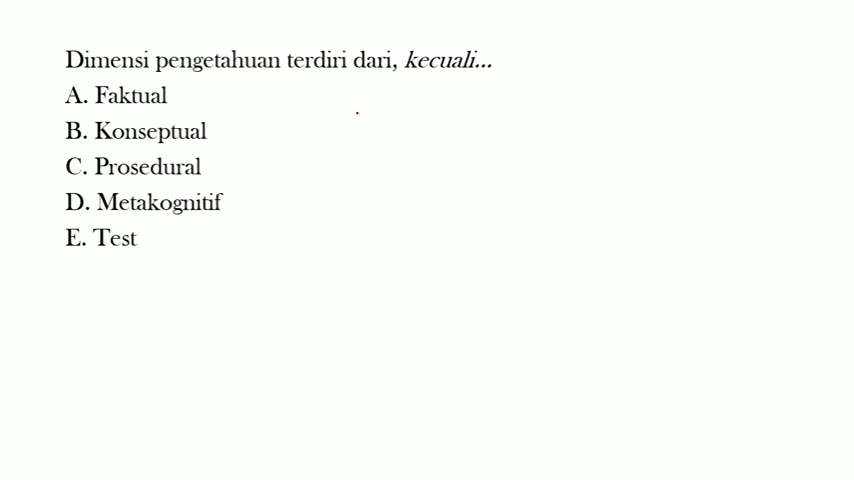 Dimensi pengetahuan terdiri dari, kecuali...
A. Faktual
B. Konseptual
C. Prosedural
D. Metakognitif
E. Test